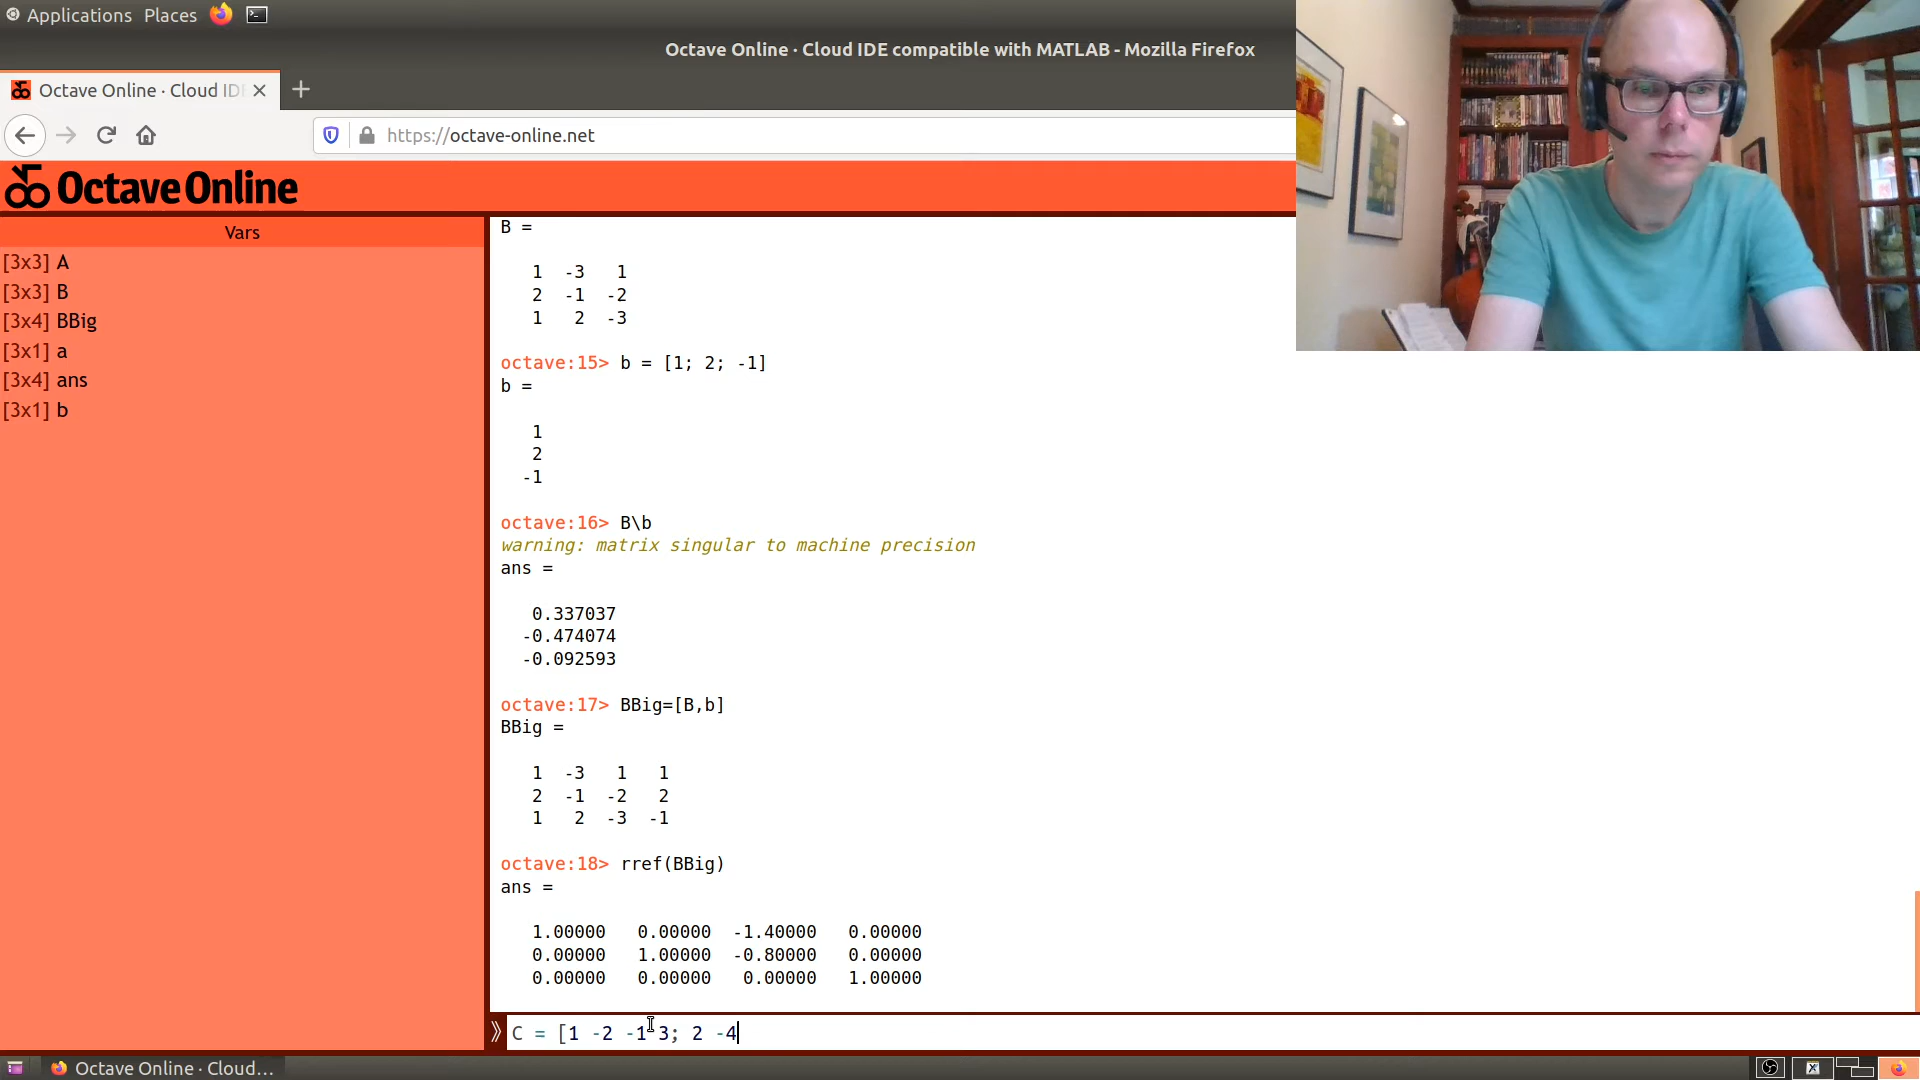 Applications Places
Octave Online · Cloud IDE compatible with MATLAB - Mozilla Firefox
Octave Online · Cloud ID
https://octave-online.net
Octave Online
Vars
[3x3] A
[3x3] B
[3x4] BBig
[3x1] a
[3x4] ans
[3x1] b
B =
1 -3 1
2 -1 -2
1 2 -3
octave:15> b = [1; 2; -1]
b =
1
2
-1
octave:16> B\b
warning: matrix singular to machine precision
ans =
0.337037
-0.474074
-0.092593
octave:17> BBig=[B,b]
BBig =
1 -3 1 1
2 -1 -2 2
1 2 -3 -1
octave:18> rref(BBig)
ans =
1.00000 0.00000 -1.40000 0.00000
0.00000 1.00000 -0.80000 0.00000
0.00000 0.00000 0.00000 1.00000
C = [1 -2 -1 3; 2 -4
Octave Online · Cloud...